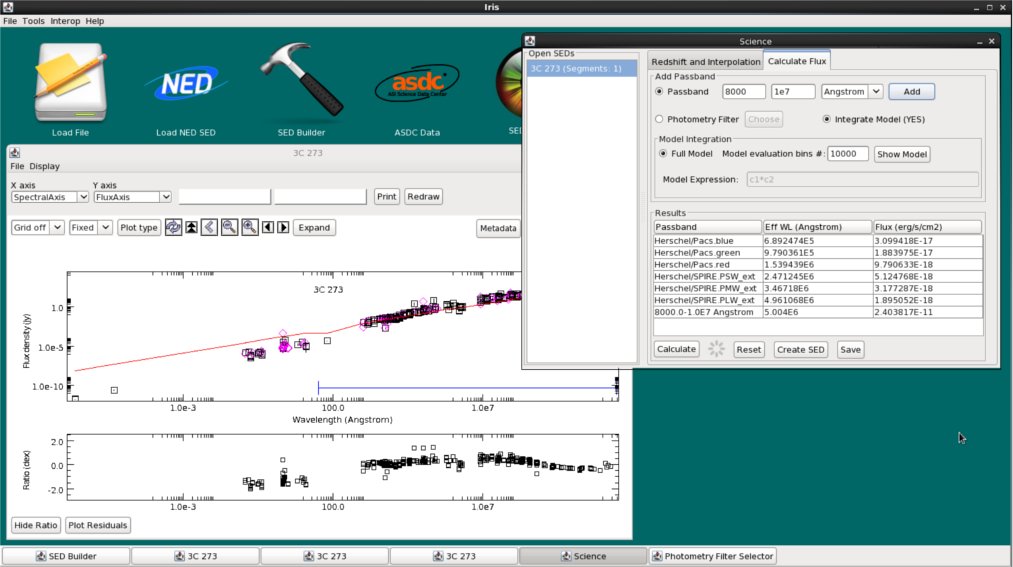 Iris
File Tools Interop Help
NED
asdc
ASI Science Data Center
Load File
Load NED SED
SED Builder
ASDC Data
SED
3C 273
File Display
X axis
Y axis
SpectralAxis
FluxAxis
Print
Redraw
Grid off
Fixed
Plot type
Expand
Metadata
3C 273
Flux density (Jy)
1.0
1.0e-5
1.0e-10
1.0e-3
100.0
1.0e7
Wavelength (Angstrom)
Ratio (dex)
2.0
0.0
-2.0
1.0e-3
100.0
1.0e7
Hide Ratio
Plot Residuals
Science
Open SEDs
3C 273 (Segments: 1)
Redshift and Interpolation
Calculate Flux
Add Passband
Passband
8000
1e7
Angstrom
Add
Photometry Filter
Choose
Integrate Model (YES)
Model Integration
Full Model
Model evaluation bins #:
10000
Show Model
Model Expression:
c1*c2
Results
Passband Eff WL (Angstrom) Flux (erg/s/cm2)
Herschel/Pacs.blue 6.892474E5 3.099418E-17
Herschel/Pacs.green 9.790361E5 1.883975E-17
Herschel/Pacs.red 1.539439E6 9.790633E-18
Herschel/SPIRE.PSW_ext 2.471245E6 5.124768E-18
Herschel/SPIRE.PMW_ext 3.46718E6 3.177287E-18
Herschel/SPIRE.PLW_ext 4.961068E6 1.895052E-18
8000.0-1.0E7 Angstrom 5.004E6 2.403817E-11
Calculate
Reset
Create SED
Save
SED Builder
3C 273
3C 273
3C 273
Science
Photometry Filter Selector